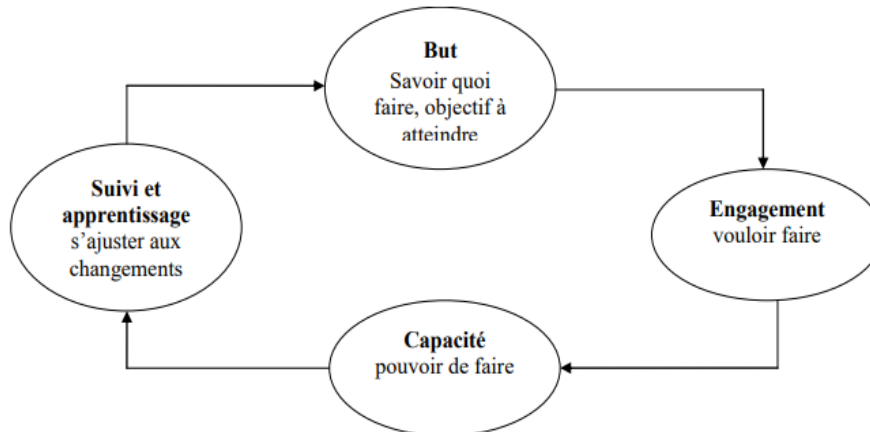 But
Savoir quoi
faire, objectif à
atteindre
Engagement
vouloir faire
Capacité
pouvoir de faire
Suivi et
apprentissage
s’ajuster aux
changements